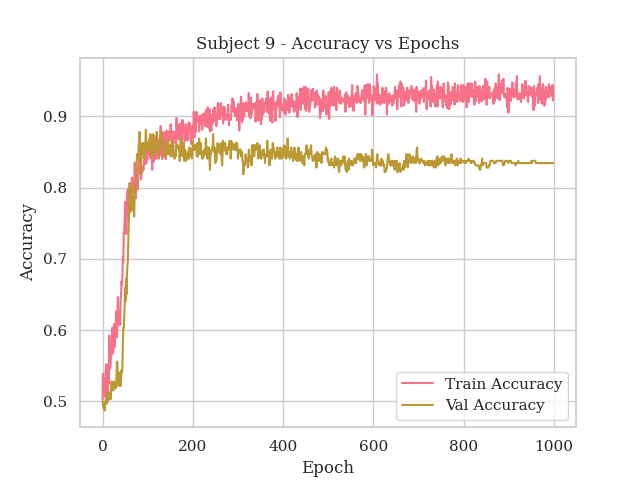 Subject 9 - Accuracy vs Epochs
Accuracy
0.9
0.8
0.7
0.6
0.5
Train Accuracy
Val Accuracy
0 200 400 600 800 1000
Epoch